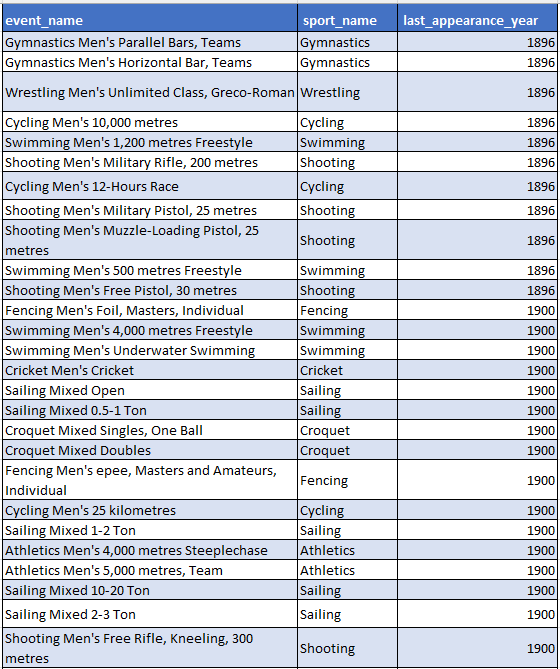 event_name sport_name last_appearance_year
Gymnastics Men's Parallel Bars, Teams Gymnastics 1896
Gymnastics Men's Horizontal Bar, Teams Gymnastics 1896
Wrestling Men's Unlimited Class, Greco-Roman Wrestling 1896
Cycling Men's 10,000 metres Cycling 1896
Swimming Men's 1,200 metres Freestyle Swimming 1896
Shooting Men's Military Rifle, 200 metres Shooting 1896
Cycling Men's 12-Hours Race Cycling 1896
Shooting Men's Military Pistol, 25 metres Shooting 1896
Shooting Men's Muzzle-Loading Pistol, 25
metres Shooting 1896
Swimming Men's 500 metres Freestyle Swimming 1896
Shooting Men's Free Pistol, 30 metres Shooting 1896
Fencing Men's Foil, Masters, Individual Fencing 1900
Swimming Men's 4,000 metres Freestyle Swimming 1900
Swimming Men's Underwater Swimming Swimming 1900
Cricket Men's Cricket Cricket 1900
Sailing Mixed Open Sailing 1900
Sailing Mixed 0.5-1 Ton Sailing 1900
Croquet Mixed Singles, One Ball Croquet 1900
Croquet Mixed Doubles Croquet 1900
Fencing Men's epee, Masters and Amateurs,
Individual Fencing 1900
Cycling Men's 25 kilometres Cycling 1900
Sailing Mixed 1-2 Ton Sailing 1900
Athletics Men's 4,000 metres Steeplechase Athletics 1900
Athletics Men's 5,000 metres, Team Athletics 1900
Sailing Mixed 10-20 Ton Sailing 1900
Sailing Mixed 2-3 Ton Sailing 1900
Shooting Men's Free Rifle, Kneeling, 300
metres Shooting 1900